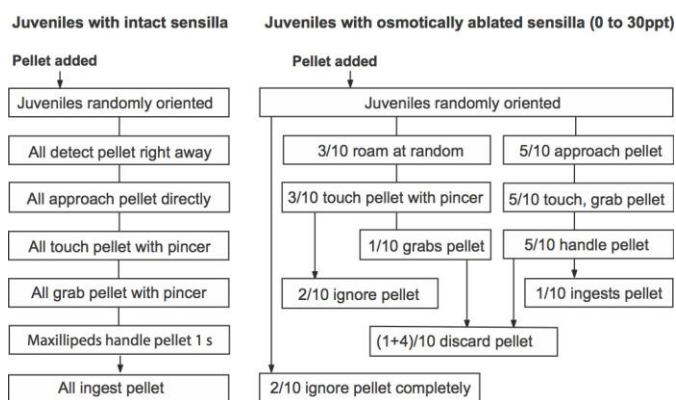 Juveniles with intact sensilla
Pellet added
Juveniles randomly oriented
All detect pellet right away
All approach pellet directly
All touch pellet with pincer
All grab pellet with pincer
Maxillipeds handle pellet 1 s
All ingest pellet
Juveniles with osmotically ablated sensilla (0 to 30ppt)
Pellet added
Juveniles randomly oriented
3/10 roam at random
5/10 approach pellet
3/10 touch pellet with pincer
5/10 touch, grab pellet
1/10 grabs pellet
5/10 handle pellet
2/10 ignore pellet
1/10 ingests pellet
(1+4)/10 discard pellet
2/10 ignore pellet completely